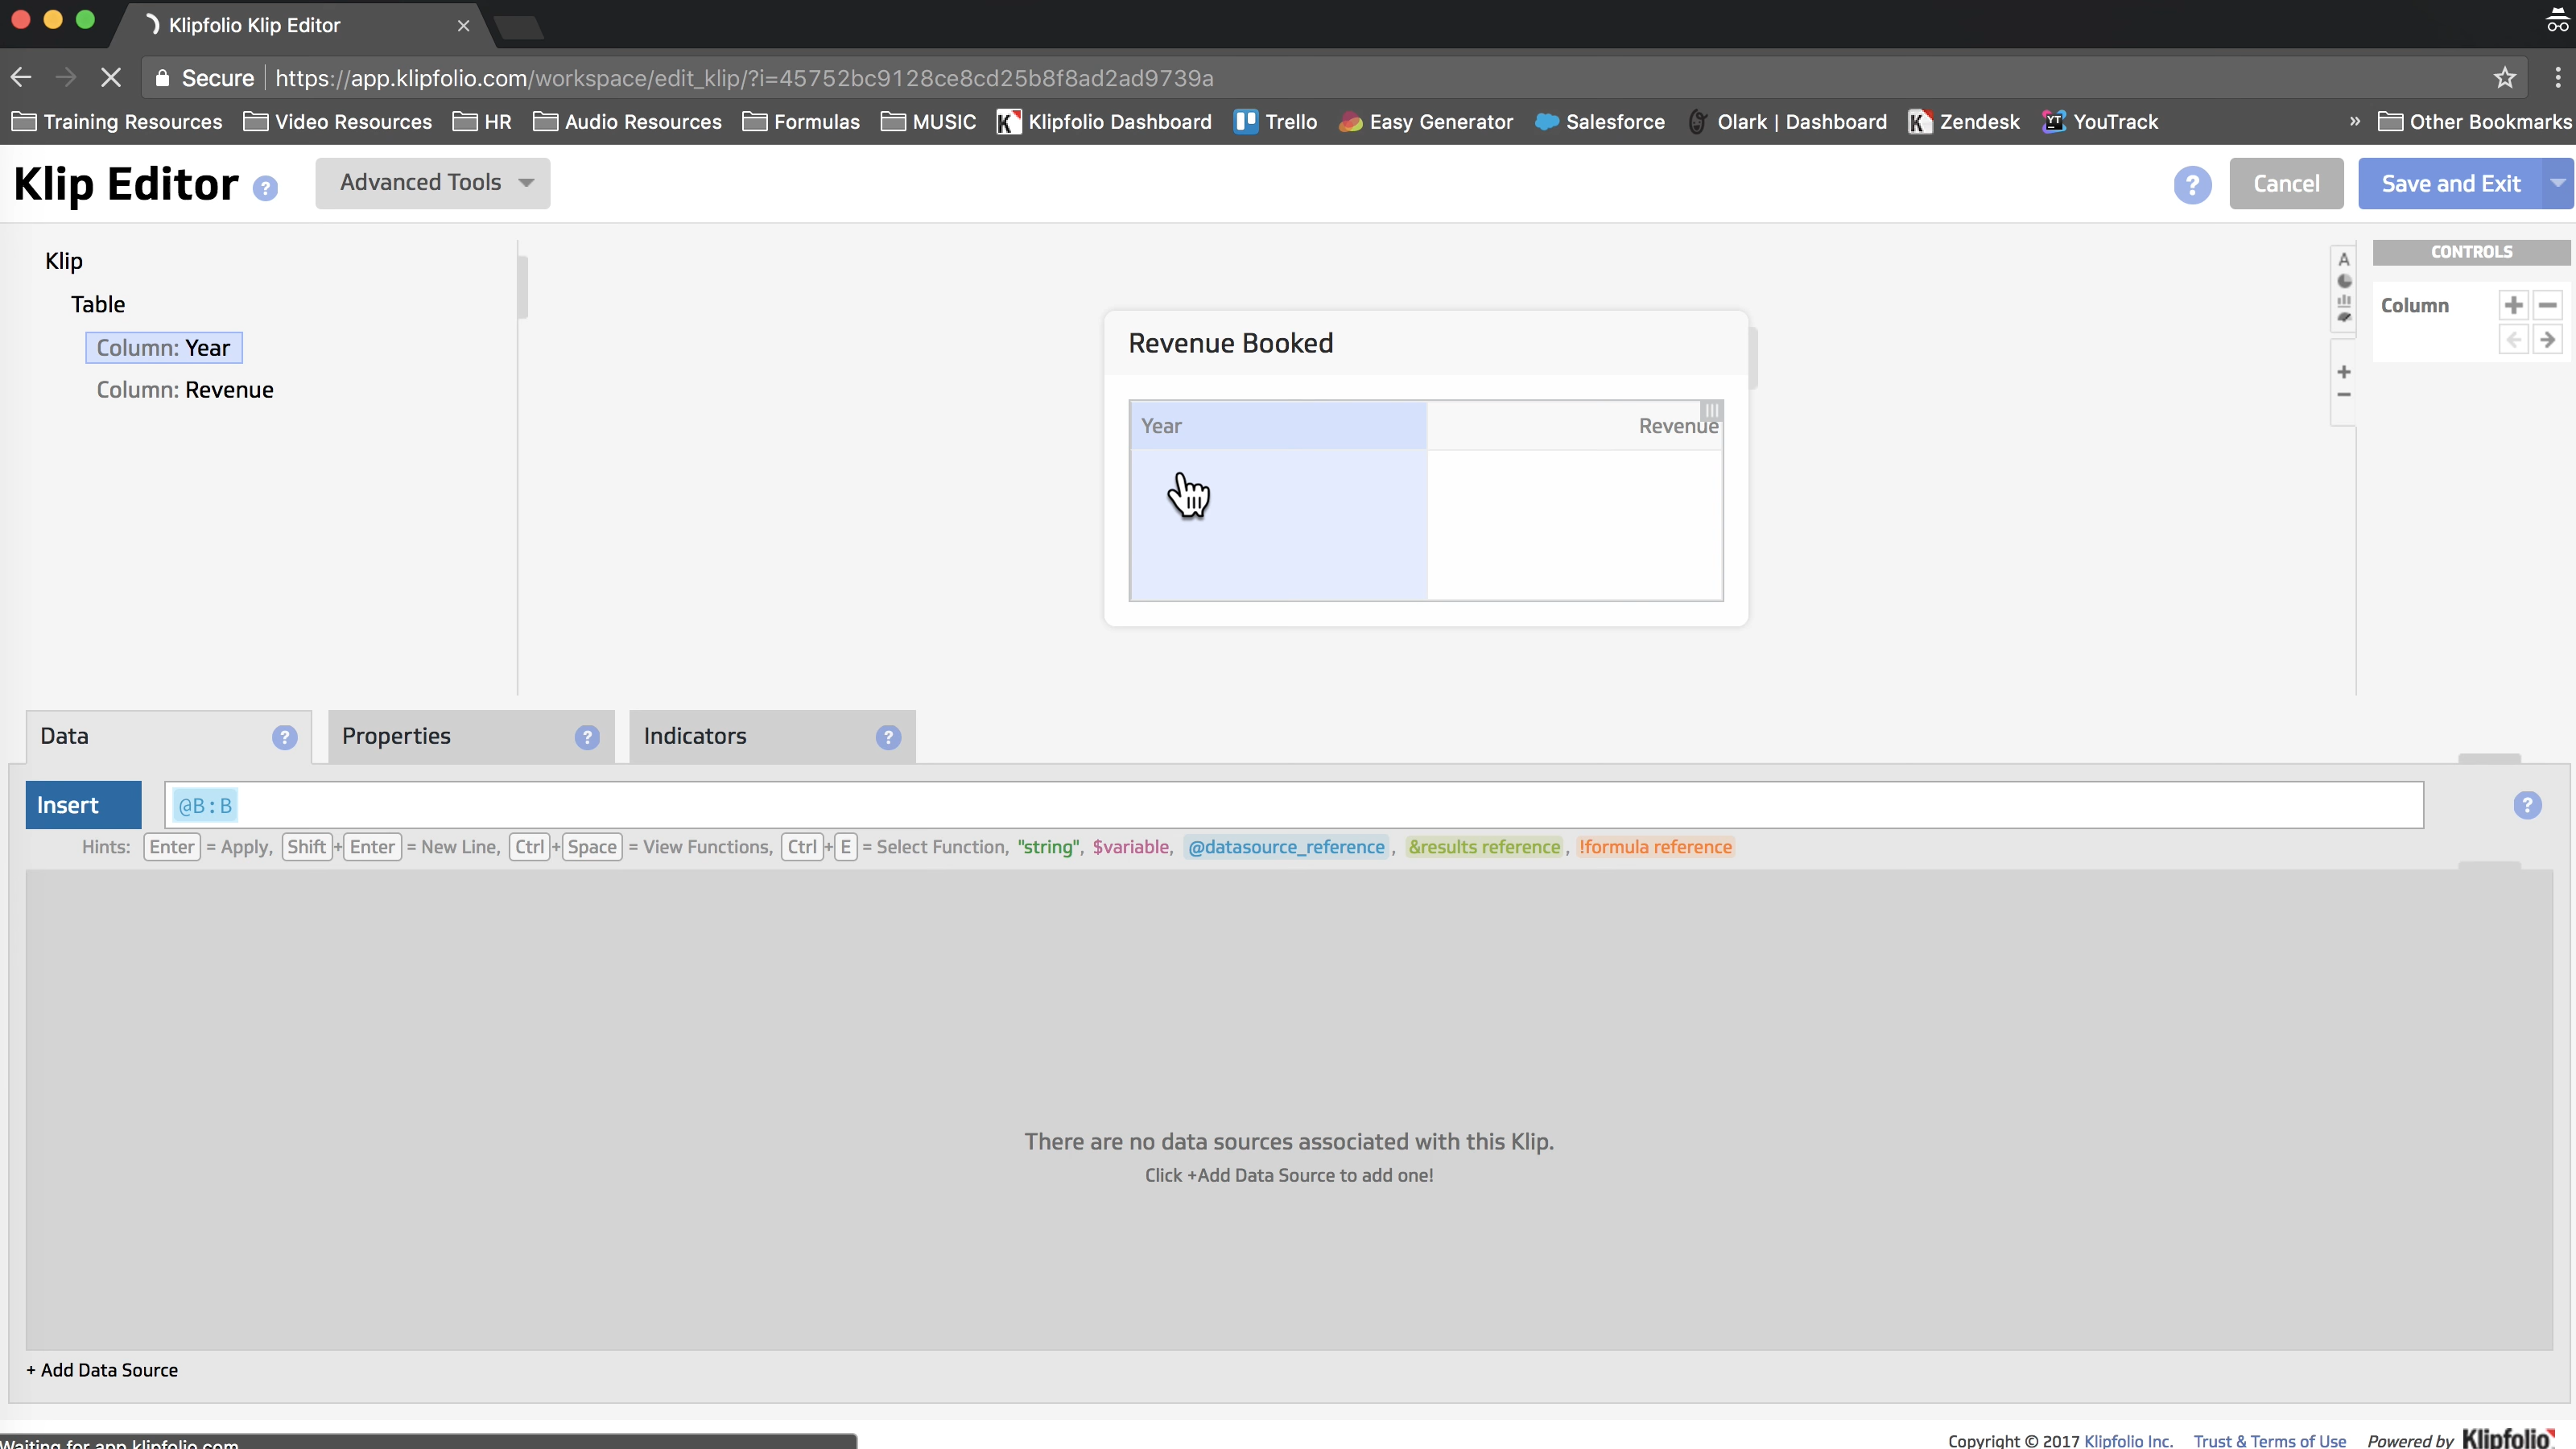 Klipfolio Klip Editor
Secure https://app.klipfolio.com/workspace/edit_klip/?i=45752bc9128ce8cd25b8f8ad2ad9739a
Training Resources Video Resources HR Audio Resources Formulas MUSIC Klipfolio Dashboard Trello Easy Generator Salesforce Olark | Dashboard Zendesk YouTrack » Other Bookmarks
Klip Editor ? Advanced Tools ? Cancel Save and Exit
Klip
Table
Column: Year
Column: Revenue
Revenue Booked
Year Revenue
A
CONTROLS
Column
Data ? Properties ? Indicators ?
Insert @B:B ?
Hints: Enter = Apply, Shift+Enter = New Line, Ctrl+Space = View Functions, Ctrl+E = Select Function, "string", $variable, @datasource_reference, &results reference, !formula reference
There are no data sources associated with this Klip.
Click +Add Data Source to add one!
+ Add Data Source
Waiting for app.klipfolio.com
Copyright © 2017 Klipfolio Inc. Trust & Terms of Use Powered by Klipfolio